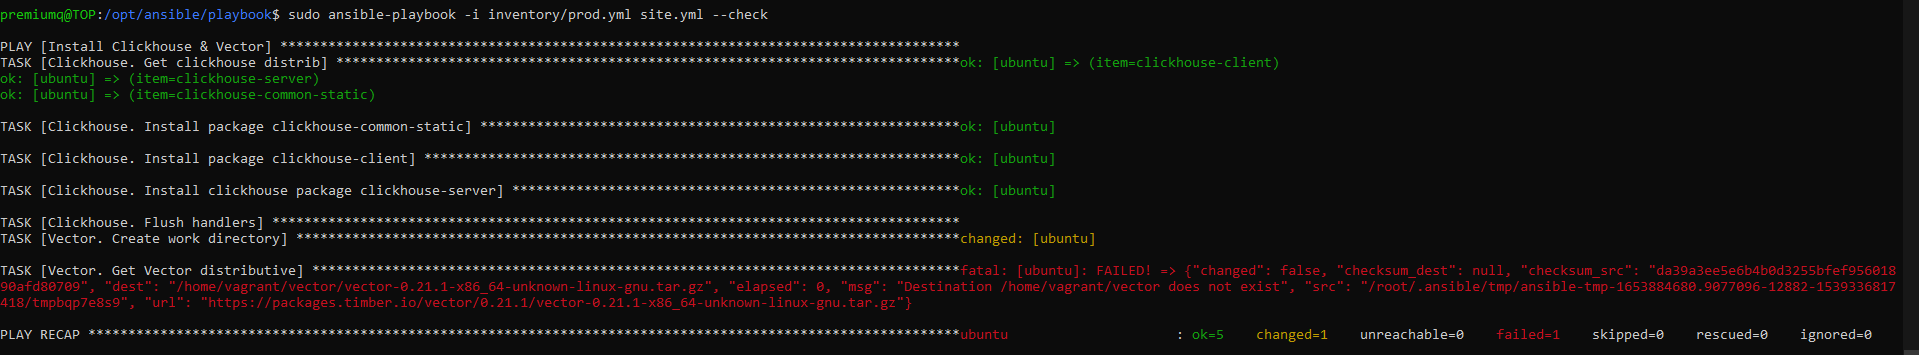 premiumq@TOP:/opt/ansible/playbook$ sudo ansible-playbook -i inventory/prod.yml site.yml --check
PLAY [Install Clickhouse & Vector] *************************************************************************************
TASK [Clickhouse. Get clickhouse distrib] ******************************************************************************ok: [ubuntu] => (item=clickhouse-client)
ok: [ubuntu] => (item=clickhouse-server)
ok: [ubuntu] => (item=clickhouse-common-static)
TASK [Clickhouse. Install package clickhouse-common-static] ************************************************************ok: [ubuntu]
TASK [Clickhouse. Install package clickhouse-client] *******************************************************************ok: [ubuntu]
TASK [Clickhouse. Install clickhouse package clickhouse-server] ********************************************************ok: [ubuntu]
TASK [Clickhouse. Flush handlers] **************************************************************************************
TASK [Vector. Create work directory] ***********************************************************************************changed: [ubuntu]
TASK [Vector. Get Vector distributive] *********************************************************************************fatal: [ubuntu]: FAILED! => {"changed": false, "checksum_dest": null, "checksum_src": "da39a3ee5e6b4b0d3255bfef956018
90afd80709", "dest": "/home/vagrant/vector/vector-0.21.1-x86_64-unknown-linux-gnu.tar.gz", "elapsed": 0, "msg": "Destination /home/vagrant/vector does not exist", "src": "/root/.ansible/tmp/ansible-tmp-1653884680.9077096-12882-1539336817
418/tmpbqp7e8s9", "url": "https://packages.timber.io/vector/0.21.1/vector-0.21.1-x86_64-unknown-linux-gnu.tar.gz"}
PLAY RECAP *************************************************************************************************************ubuntu                     : ok=5    changed=1    unreachable=0    failed=1    skipped=0    rescued=0    ignored=0